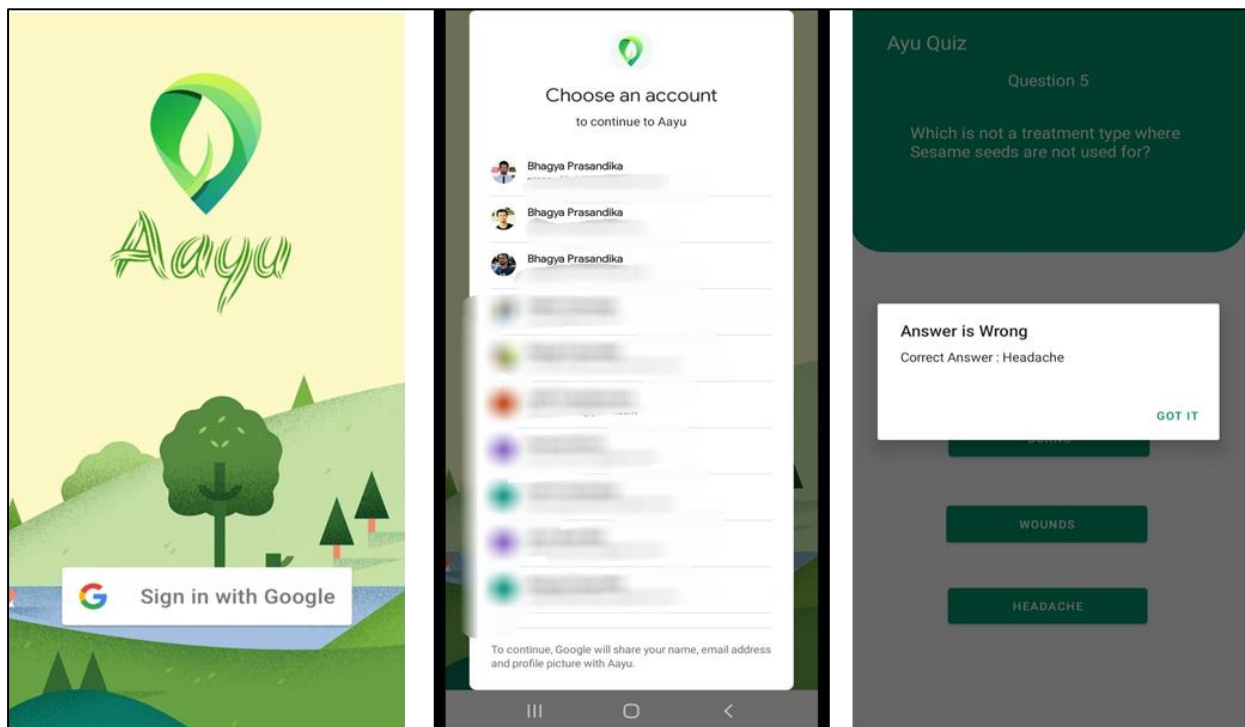 Aayu
Sign in with Google
Choose an account
to continue to Aayu
Bhagya Prasandika
Bhagya Prasandika
Bhagya Prasandika
To continue, Google will share your name, email address
and profile picture with Aayu.
Ayu Quiz
Question 5
Which is not a treatment type where
Sesame seeds are not used for?
Answer is Wrong
Correct Answer : Headache
GOT IT
WOUNDS
HEADACHE